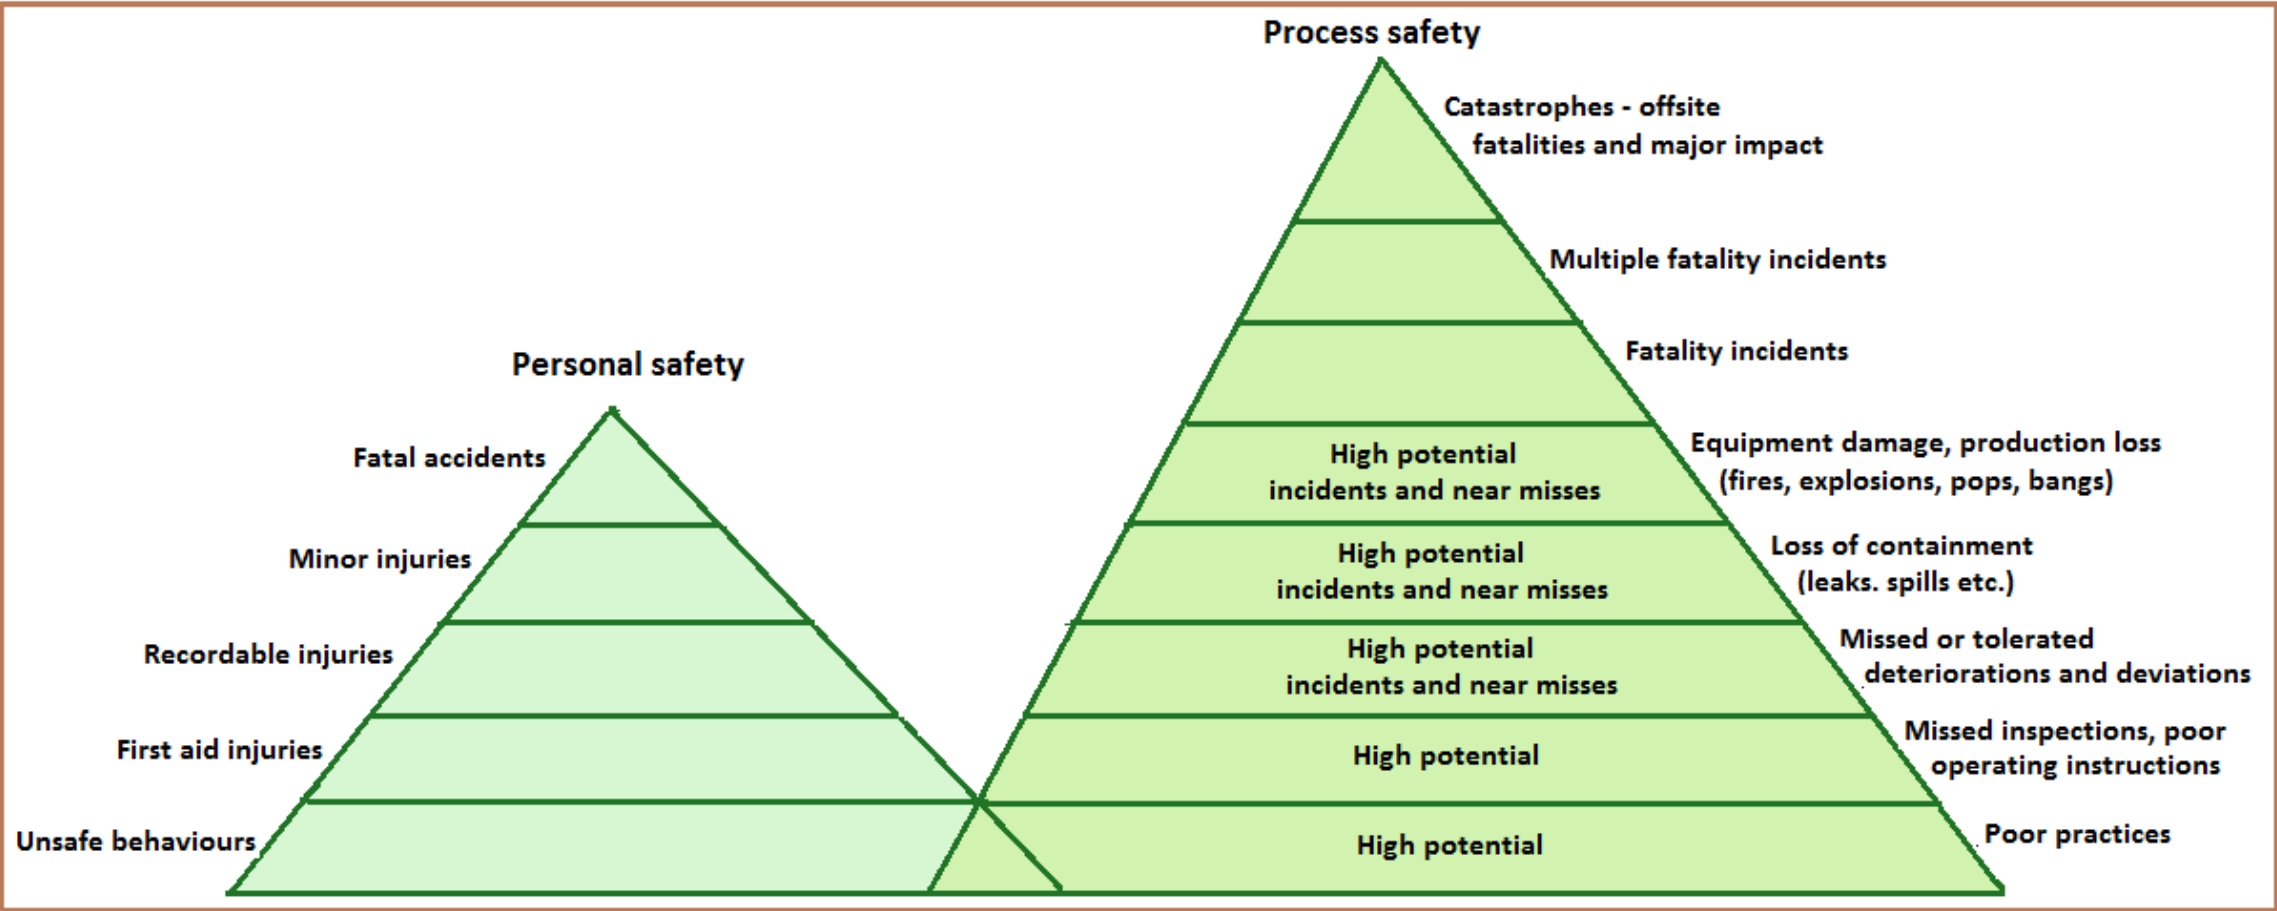 Process safety
Catastrophes - offsite
fatalities and major impact
Multiple fatality incidents
Fatality incidents
High potential
incidents and near misses
Equipment damage, production loss
(fires, explosions, pops, bangs)
High potential
incidents and near misses
Loss of containment
(leaks. spills etc.)
High potential
incidents and near misses
Missed or tolerated
deteriorations and deviations
High potential
Missed inspections, poor
operating instructions
High potential
Poor practices
Personal safety
Fatal accidents
Minor injuries
Recordable injuries
First aid injuries
Unsafe behaviours